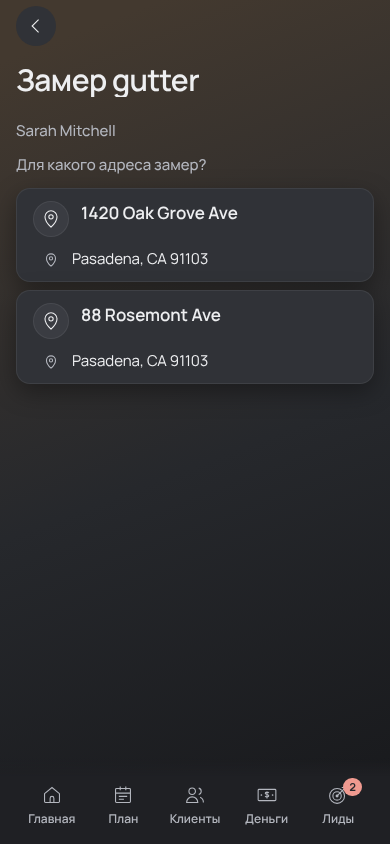 Замер gutter
Sarah Mitchell
Для какого адреса замер?
1420 Oak Grove Ave
Pasadena, CA 91103
88 Rosemont Ave
Pasadena, CA 91103
2
Главная План Клиенты Деньги Лиды